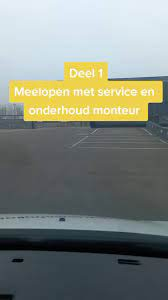 Deel 1
Meelopen met service en
onderhoud monteur